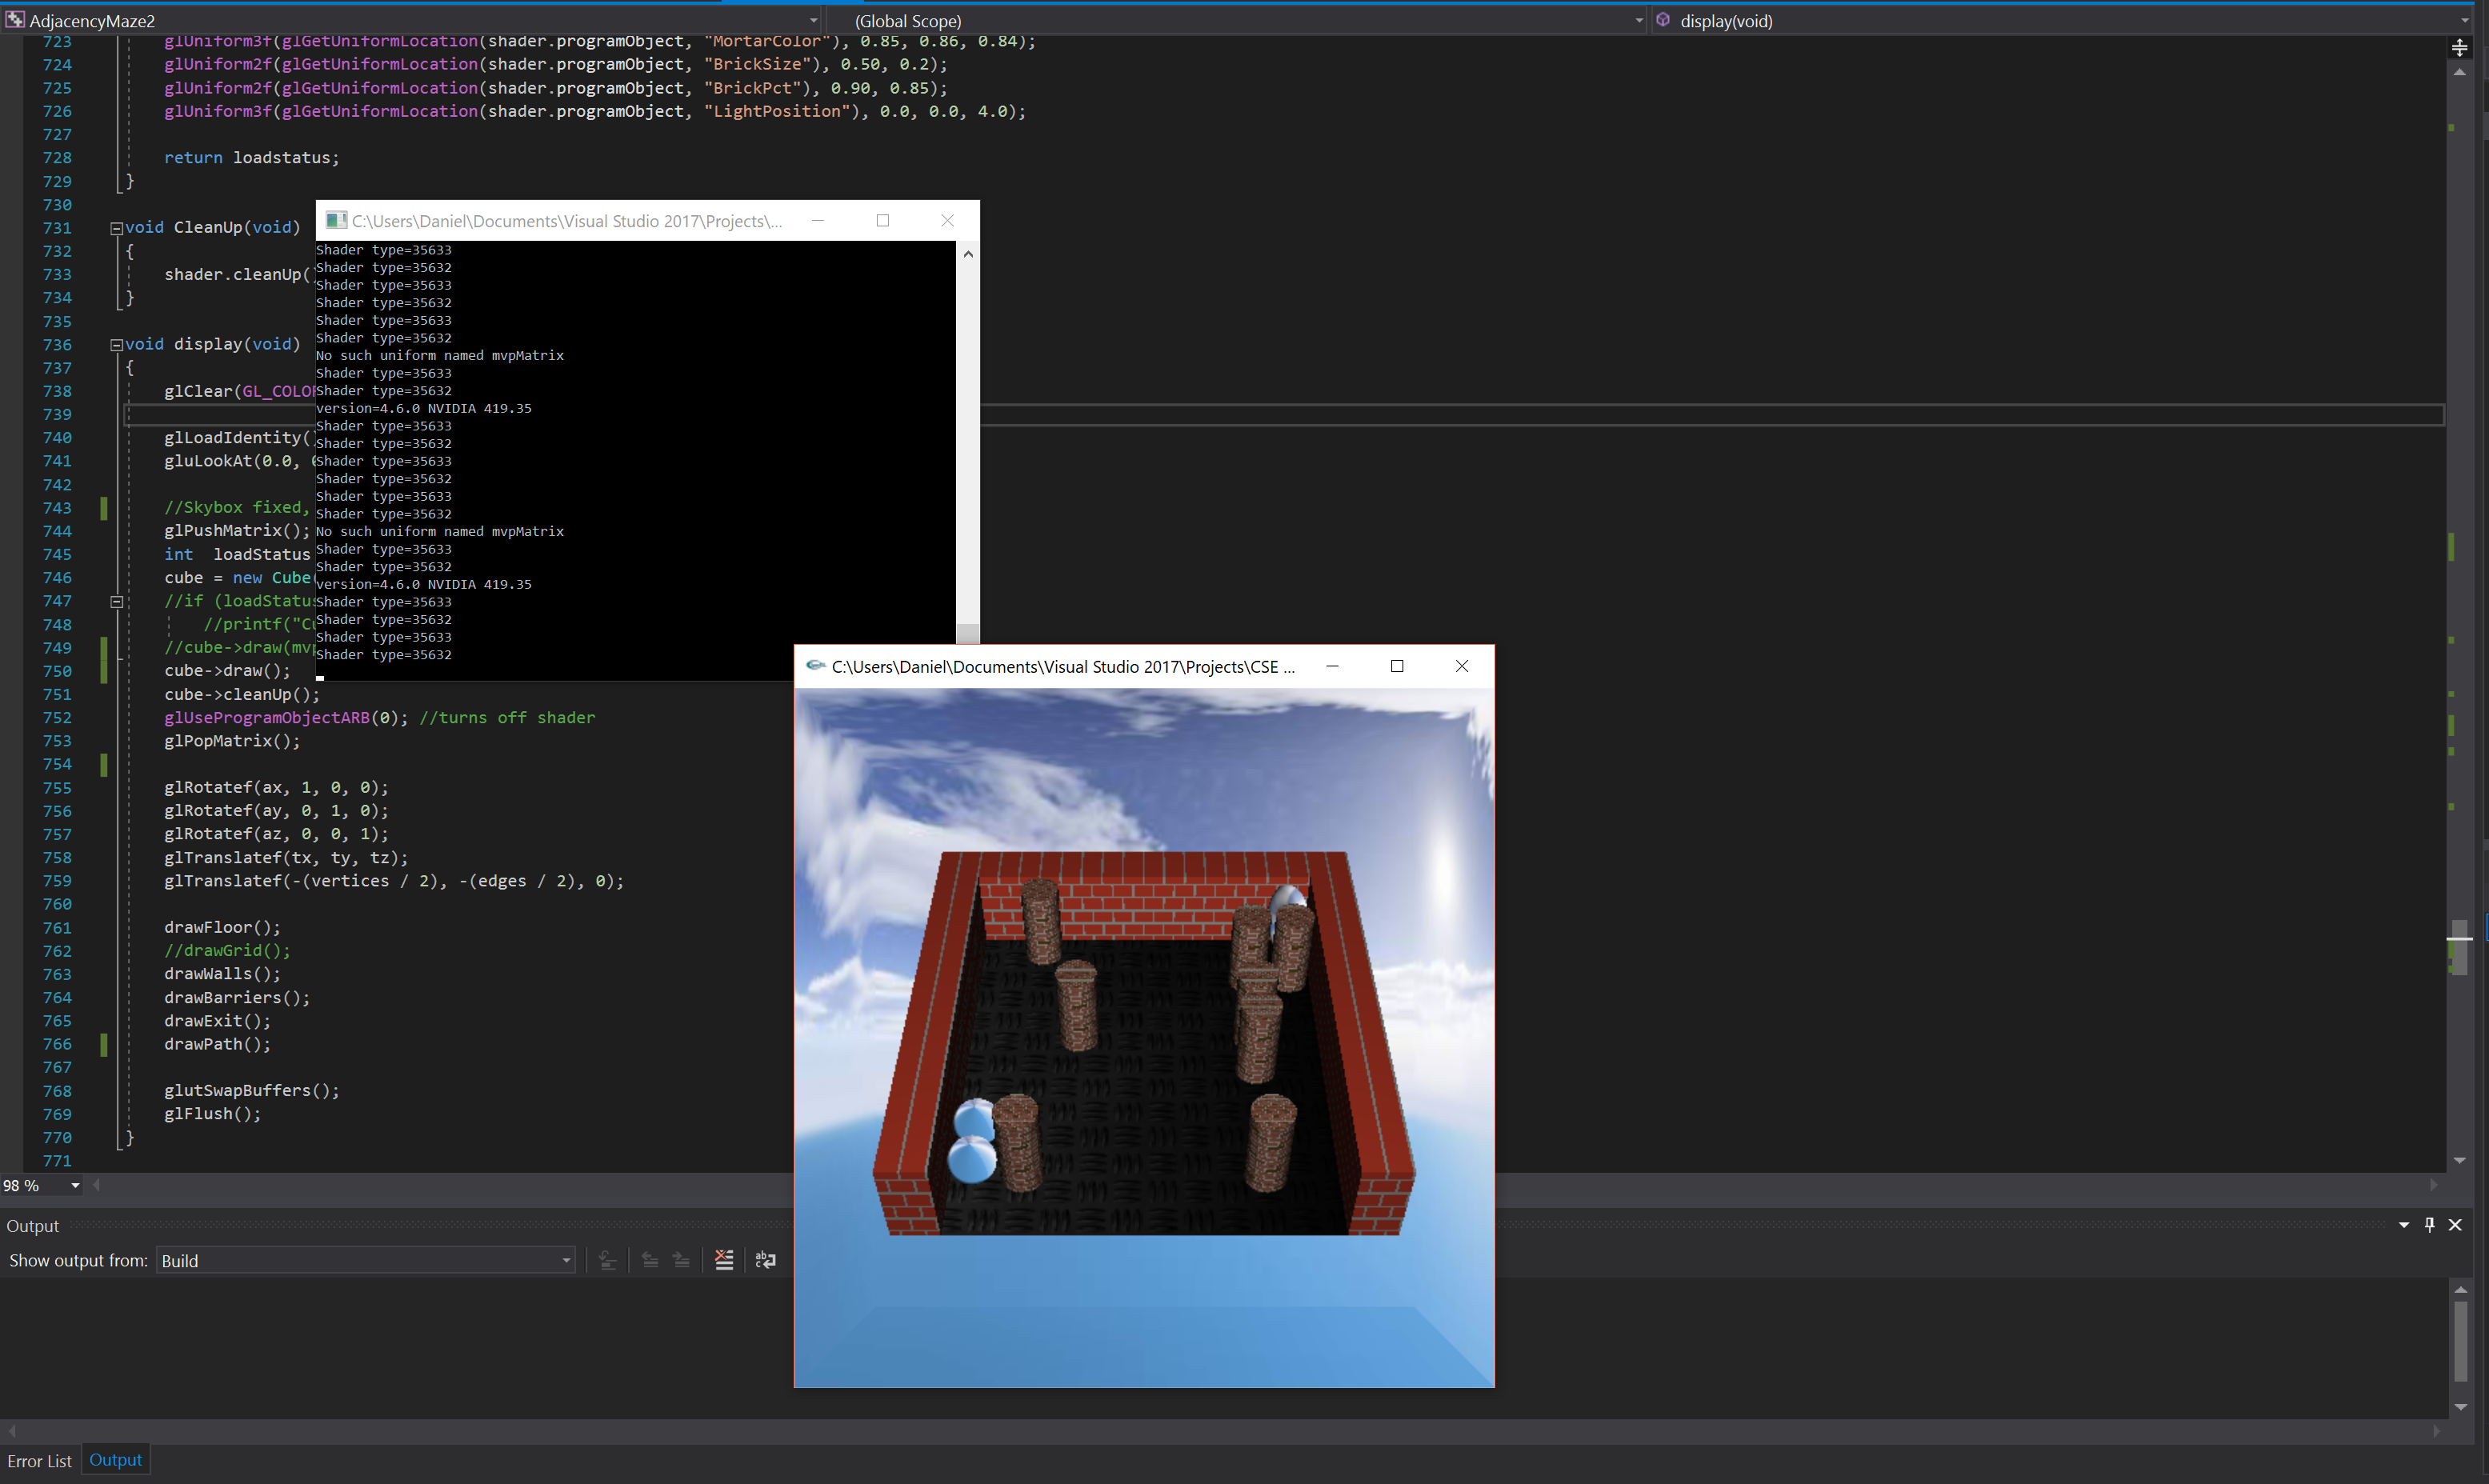 AdjacencyMaze2
(Global Scope)
display(void)
723 glUniform3f(glGetUniformLocation(shader.programObject, "MortarColor"), 0.85, 0.86, 0.84);
724 glUniform2f(glGetUniformLocation(shader.programObject, "BrickSize"), 0.50, 0.2);
725 glUniform2f(glGetUniformLocation(shader.programObject, "BrickPct"), 0.90, 0.85);
726 glUniform3f(glGetUniformLocation(shader.programObject, "LightPosition"), 0.0, 0.0, 4.0);
727
728 return loadstatus;
729 }
730
731 void CleanUp(void)
732 {
733 shader.cleanUp(
734 }
735
736 void display(void)
737 {
738 glClear(GL_COLOR
739
740 glLoadIdentity()
741 gluLookAt(0.0,
742
743 //Skybox fixed,
744 glPushMatrix();
745 int loadStatus
746 cube = new Cube(
747 //if (loadStatus
748 //printf("Cu
749 //cube->draw(mvp
750 cube->draw();
751 cube->cleanUp();
752 glUseProgramObjectARB(0); //turns off shader
753 glPopMatrix();
754
755 glRotatef(ax, 1, 0, 0);
756 glRotatef(ay, 0, 1, 0);
757 glRotatef(az, 0, 0, 1);
758 glTranslatef(tx, ty, tz);
759 glTranslatef(-(vertices / 2), -(edges / 2), 0);
760
761 drawFloor();
762 //drawGrid();
763 drawWalls();
764 drawBarriers();
765 drawExit();
766 drawPath();
767
768 glutSwapBuffers();
769 glFlush();
770 }
771
C:\Users\Daniel\Documents\Visual Studio 2017\Projects\...
Shader type=35633
Shader type=35632
Shader type=35633
Shader type=35632
Shader type=35633
Shader type=35632
No such uniform named mvpMatrix
Shader type=35633
Shader type=35632
version=4.6.0 NVIDIA 419.35
Shader type=35633
Shader type=35632
Shader type=35633
Shader type=35632
Shader type=35633
Shader type=35632
No such uniform named mvpMatrix
Shader type=35633
Shader type=35632
version=4.6.0 NVIDIA 419.35
Shader type=35633
Shader type=35632
Shader type=35633
Shader type=35632
C:\Users\Daniel\Documents\Visual Studio 2017\Projects\CSE ...
98 %
Output
Show output from: Build
Error List Output